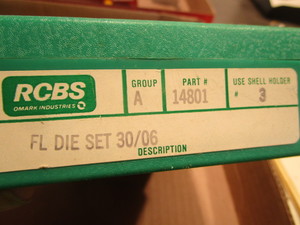 RCBS
OMARK INDUSTRIES
GROUP
A
PART #
14801
USE SHELL HOLDER
# 3
FL DIE SET 30/06
DESCRIPTION